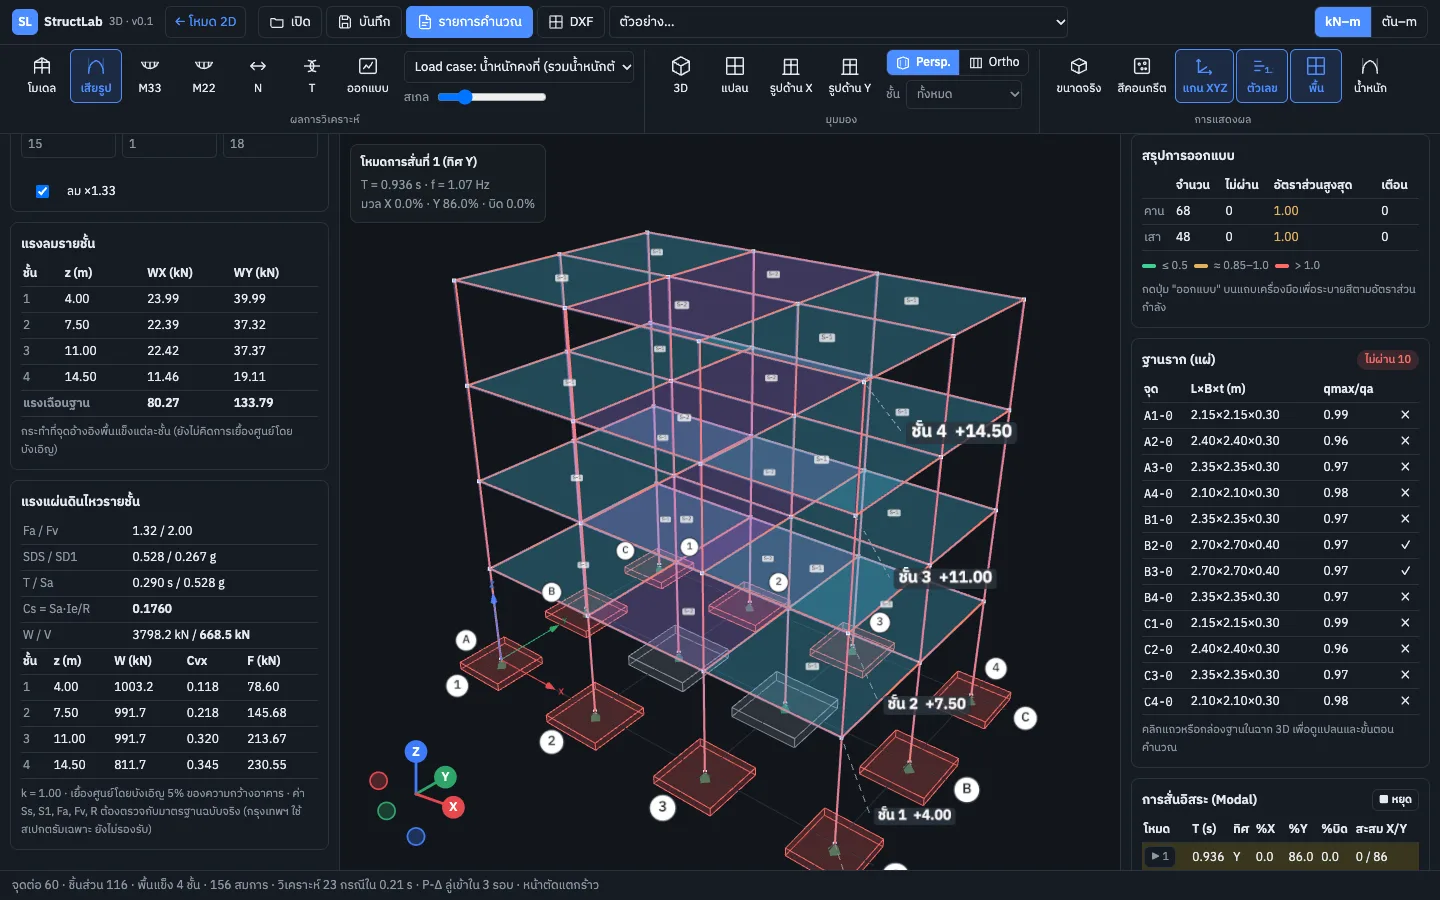 SL StructLab 3D · v0.1 ← โหมด 2D เปิด บันทึก รายการคำนวณ DXF ตัวอย่าง... kN–m ตัน–m
โมเดล เสียรูป M33 M22 N T ออกแบบ
Load case: น้ำหนักคงที่ (รวมน้ำหนักตั
สเกล
ผลการวิเคราะห์
3D แปลน รูปด้าน X รูปด้าน Y
Persp. Ortho
ชั้น ทั้งหมด
มุมมอง
ขนาดจริง สีคอนกรีต แกน XYZ ตัวเลข พื้น น้ำหนัก
การแสดงผล
15 1 18
ลม ×1.33
แรงลมรายชั้น
ชั้น z (m) WX (kN) WY (kN)
1 4.00 23.99 39.99
2 7.50 22.39 37.32
3 11.00 22.42 37.37
4 14.50 11.46 19.11
แรงเฉือนฐาน 80.27 133.79
กระทำที่จุดอ้างอิงพื้นแข็งแต่ละชั้น (ยังไม่คิดการเยื้องศูนย์โดย
บังเอิญ)
แรงแผ่นดินไหวรายชั้น
Fa / Fv 1.32 / 2.00
SDS / SD1 0.528 / 0.267 g
T / Sa 0.290 s / 0.528 g
Cs = Sa·Ie/R 0.1760
W / V 3798.2 kN / 668.5 kN
ชั้น z (m) W (kN) Cvx F (kN)
1 4.00 1003.2 0.118 78.60
2 7.50 991.7 0.218 145.68
3 11.00 991.7 0.320 213.67
4 14.50 811.7 0.345 230.55
k = 1.00 · เยื้องศูนย์โดยบังเอิญ 5% ของความกว้างอาคาร · ค่า
Ss, S1, Fa, Fv, R ต้องตรวจกับมาตรฐานฉบับจริง (กรุงเทพฯ ใช้
สเปกตรัมเฉพาะ ยังไม่รองรับ)
โหมดการสั่นที่ 1 (ทิศ Y)
T = 0.936 s · f = 1.07 Hz
มวล X 0.0% · Y 86.0% · บิด 0.0%
ชั้น 4 +14.50
ชั้น 3 +11.00
ชั้น 2 +7.50
ชั้น 1 +4.00
C 1
B 2
A 3
1 4
2 C
3 B
X
Z
Y
X
สรุปการออกแบบ
จำนวน ไม่ผ่าน อัตราส่วนสูงสุด เตือน
คาน 68 0 1.00 0
เสา 48 0 1.00 0
≤ 0.5 ≈ 0.85–1.0 > 1.0
กดปุ่ม "ออกแบบ" บนแถบเครื่องมือเพื่อระบายสีตามอัตราส่วน
กำลัง
ฐานราก (แผ่) ไม่ผ่าน 10
จุด L×B×t (m) qmax/qa
A1-0 2.15×2.15×0.30 0.99 ✕
A2-0 2.40×2.40×0.30 0.96 ✕
A3-0 2.35×2.35×0.30 0.97 ✕
A4-0 2.10×2.10×0.30 0.98 ✕
B1-0 2.35×2.35×0.30 0.97 ✕
B2-0 2.70×2.70×0.40 0.97 ✓
B3-0 2.70×2.70×0.40 0.97 ✓
B4-0 2.35×2.35×0.30 0.97 ✕
C1-0 2.15×2.15×0.30 0.99 ✕
C2-0 2.40×2.40×0.30 0.96 ✕
C3-0 2.35×2.35×0.30 0.97 ✕
C4-0 2.10×2.10×0.30 0.98 ✕
คลิกแถวหรือกล่องฐานในฉาก 3D เพื่อดูแปลนและขั้นตอน
คำนวณ
การสั่นอิสระ (Modal) หยุด
โหมด T (s) ทิศ %X %Y %บิด สะสม X/Y
▶ 1 0.936 Y 0.0 86.0 0.0 0 / 86
จุดต่อ 60 · ชิ้นส่วน 116 · พื้นแข็ง 4 ชั้น · 156 สมการ · วิเคราะห์ 23 กรณีใน 0.21 s · P-Δ ลู่เข้าใน 3 รอบ · หน้าตัดแตกร้าว